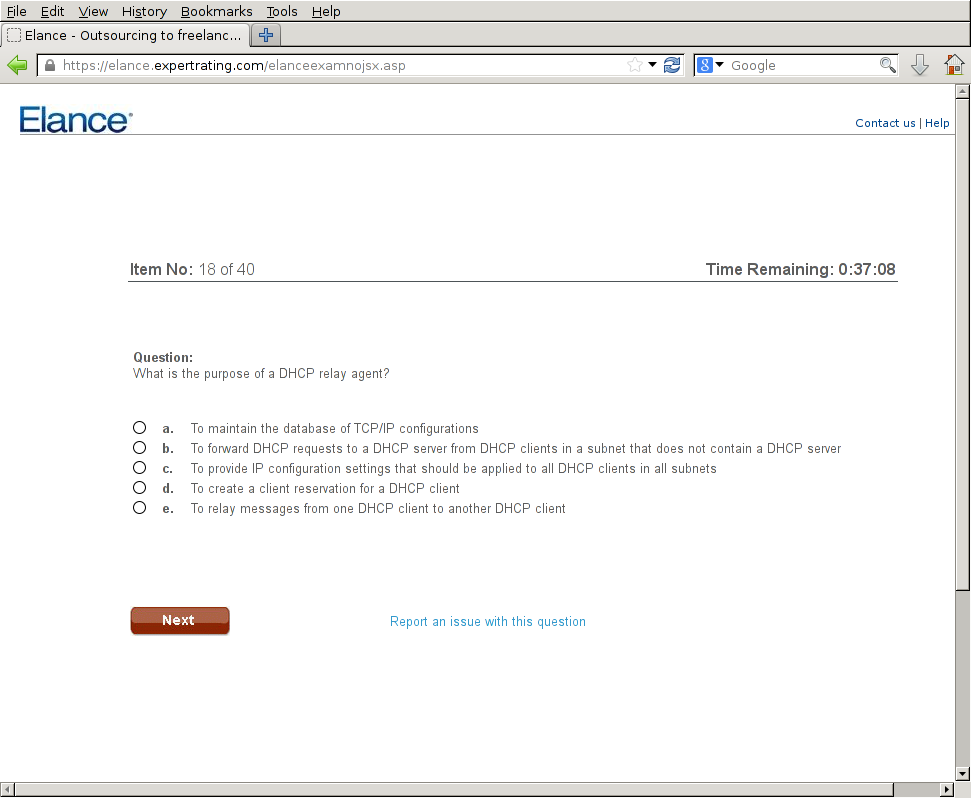 File Edit View History Bookmarks Tools Help
Elance - Outsourcing to freelanc...
https://elance.expertrating.com/elanceexamnojsx.asp
8 Google
Elance
Contact us | Help
Item No: 18 of 40
Time Remaining: 0:37:08
Question:
What is the purpose of a DHCP relay agent?
a. To maintain the database of TCP/IP configurations
b. To forward DHCP requests to a DHCP server from DHCP clients in a subnet that does not contain a DHCP server
c. To provide IP configuration settings that should be applied to all DHCP clients in all subnets
d. To create a client reservation for a DHCP client
e. To relay messages from one DHCP client to another DHCP client
Next
Report an issue with this question